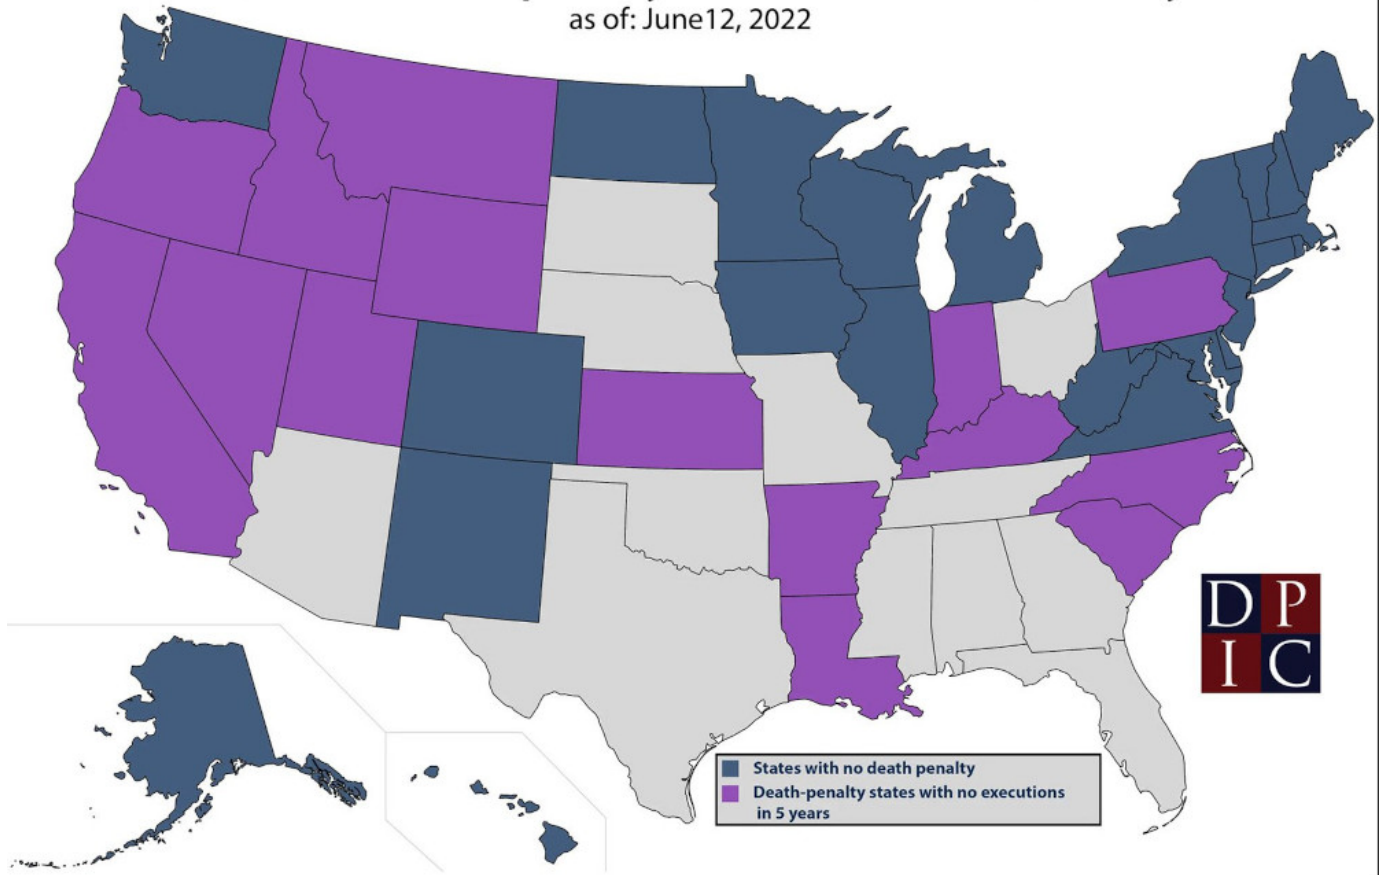 as of: June12, 2022
D P
I C
States with no death penalty
Death-penalty states with no executions
in 5 years